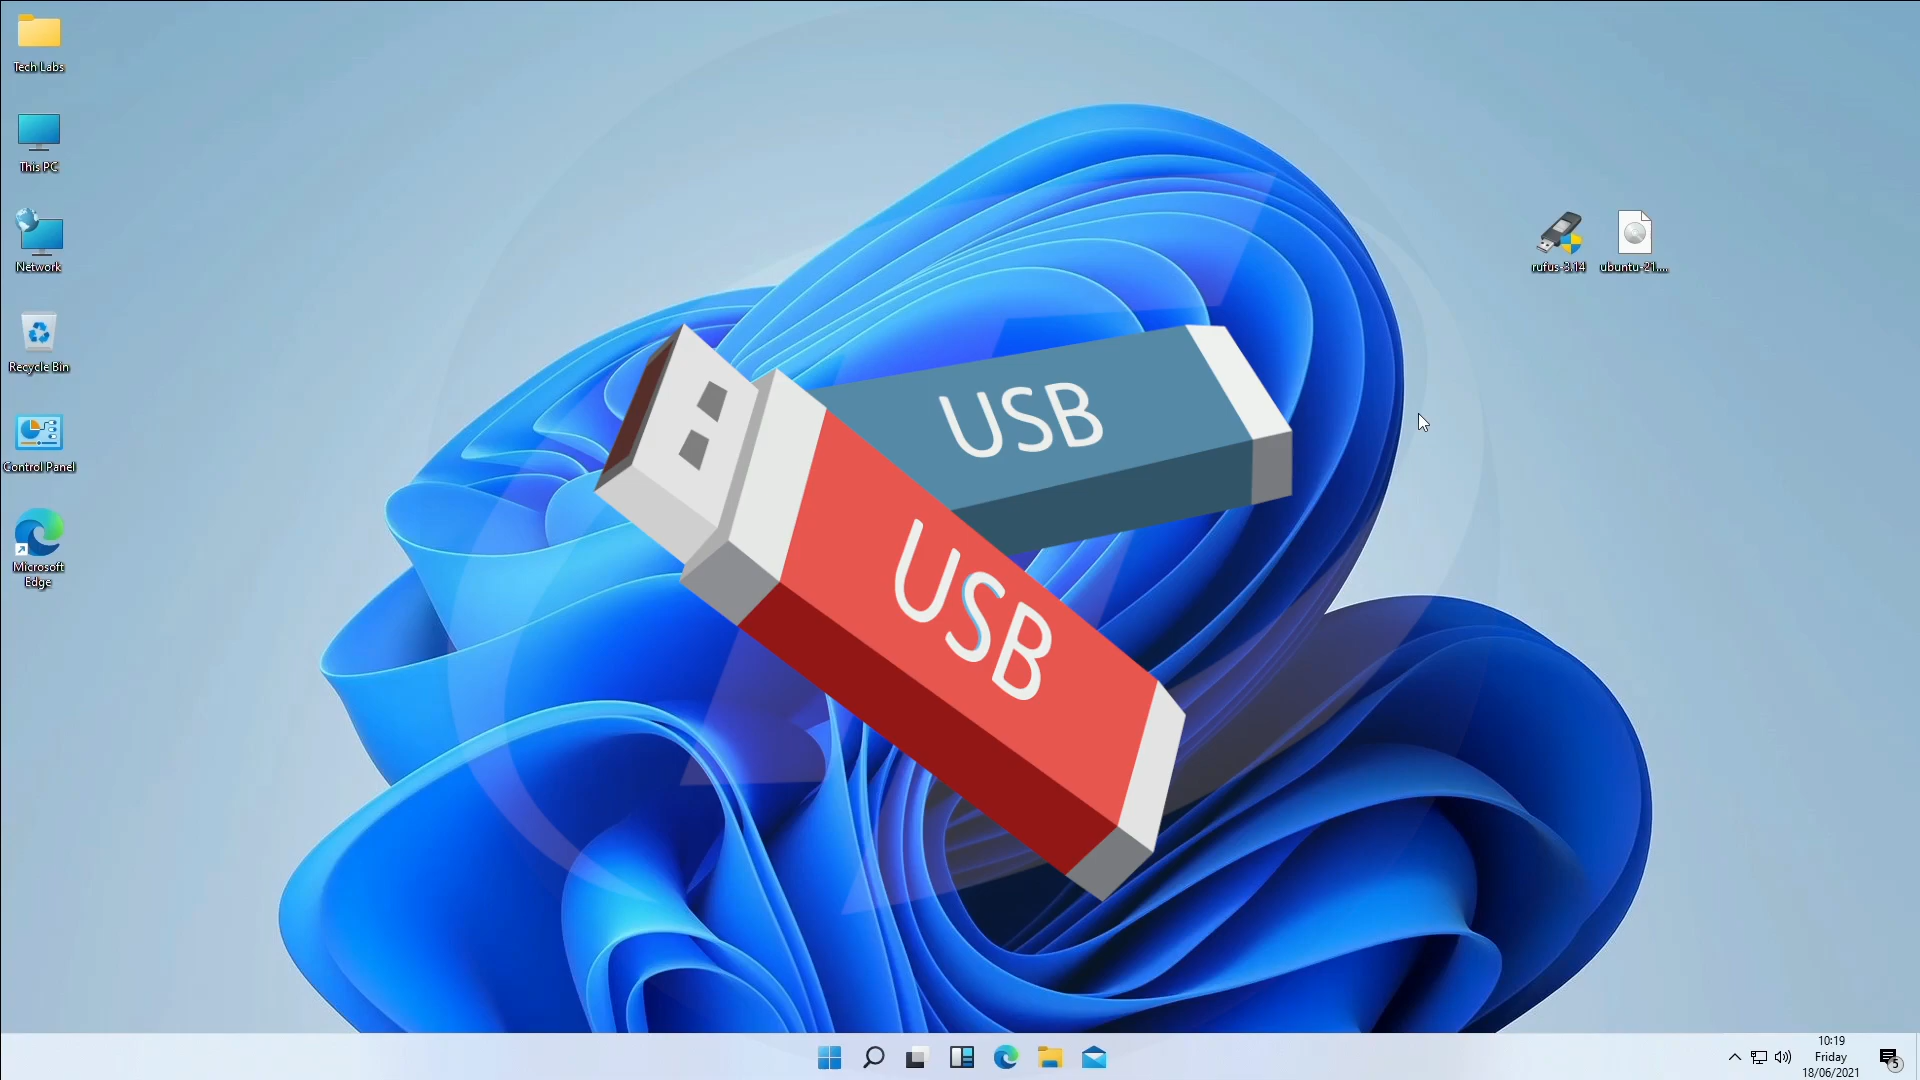 Tech Labs
This PC
Network
Recycle Bin
Control Panel
Microsoft
Edge
rufus-3.14
ubuntu-21....
USB
USB
10:19
Friday
18/06/2021
5